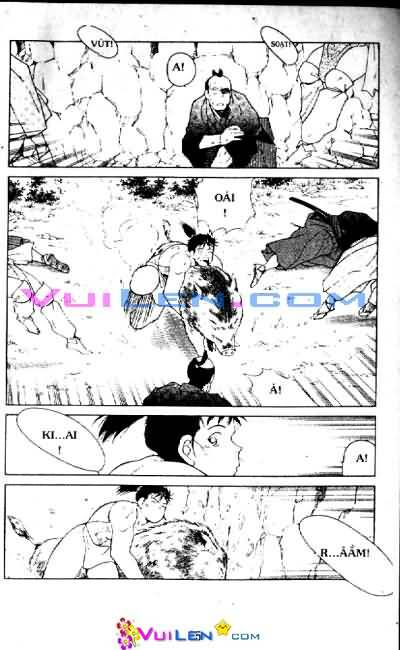 VÚT!
A!
SOẠT!
OÁI
!
VuiLen.com
Á!
KI...AI
!
A!
R...ẦẦM!
VuiLen
.com